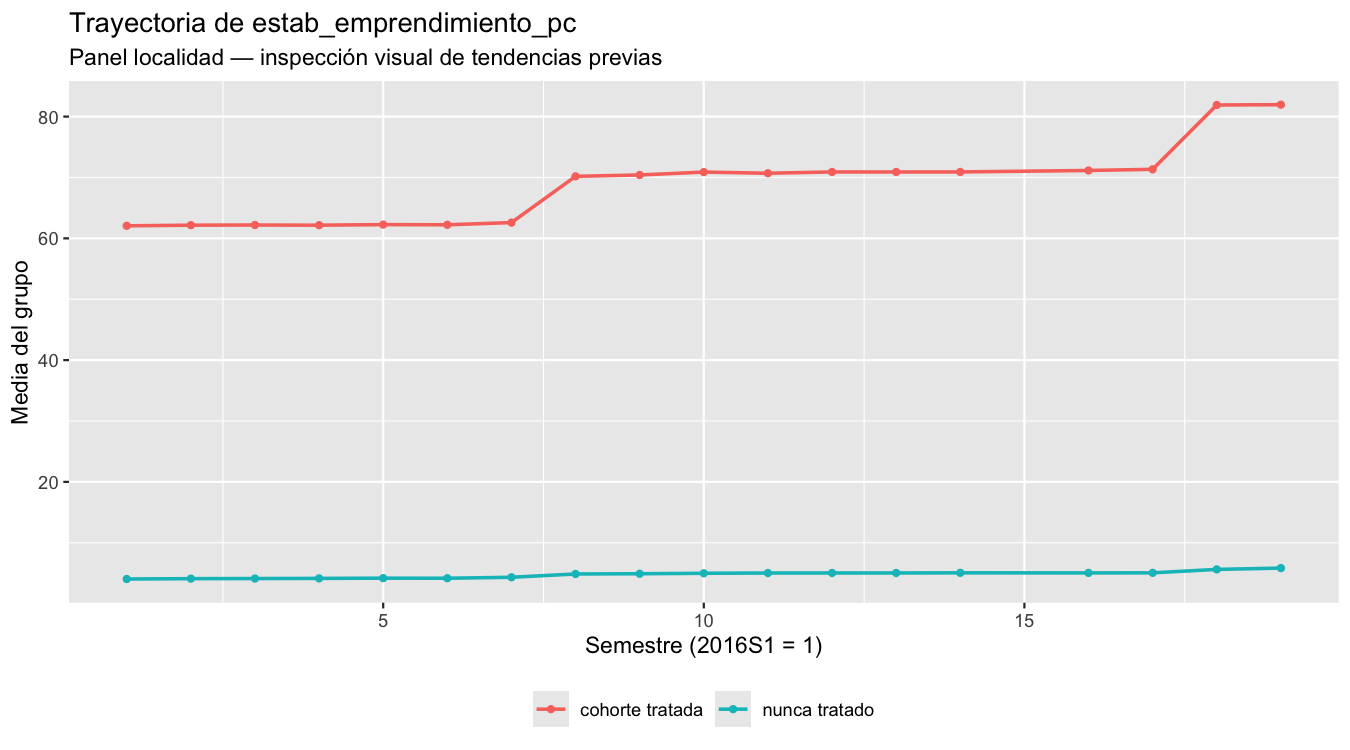 Trayectoria de estab_emprendimiento_pc
Panel localidad — inspección visual de tendencias previas
Media del grupo
80
60
40
20
5
10
15
Semestre (2016S1 = 1)
cohorte tratada
nunca tratado